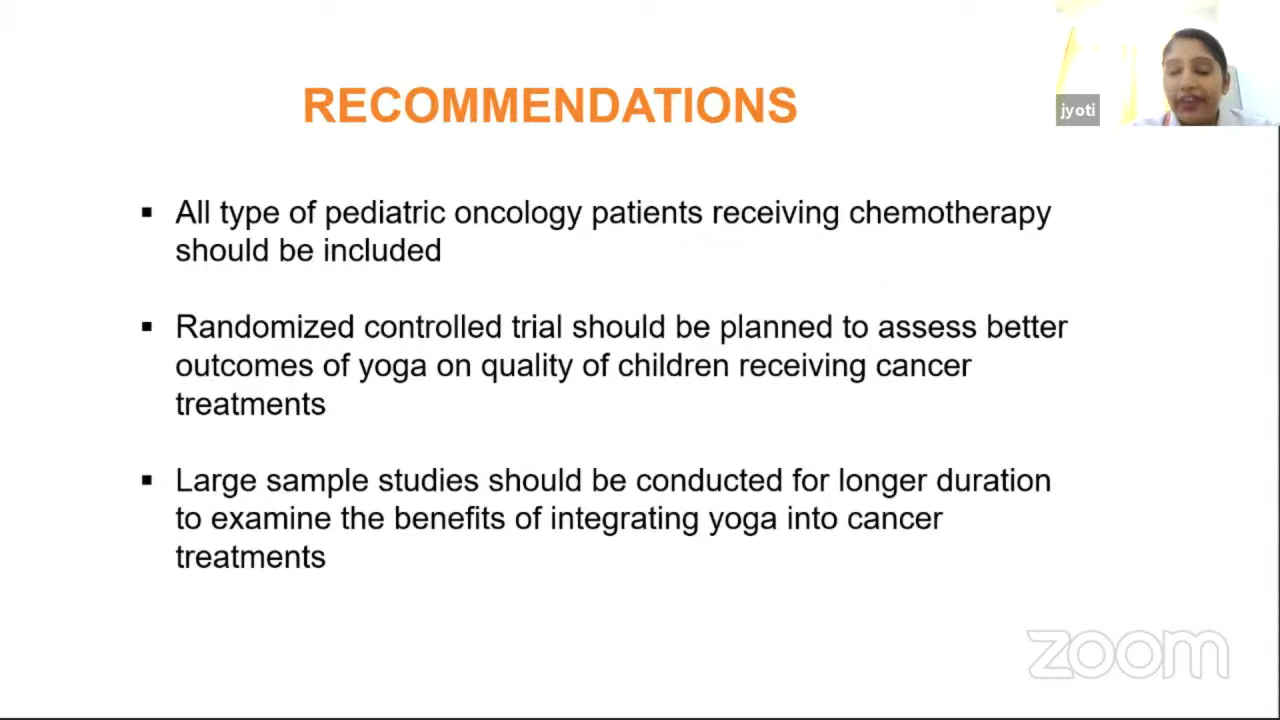 RECOMMENDATIONS
jyoti
▪ All type of pediatric oncology patients receiving chemotherapy
should be included
▪ Randomized controlled trial should be planned to assess better
outcomes of yoga on quality of children receiving cancer
treatments
▪ Large sample studies should be conducted for longer duration
to examine the benefits of integrating yoga into cancer
treatments
zoom